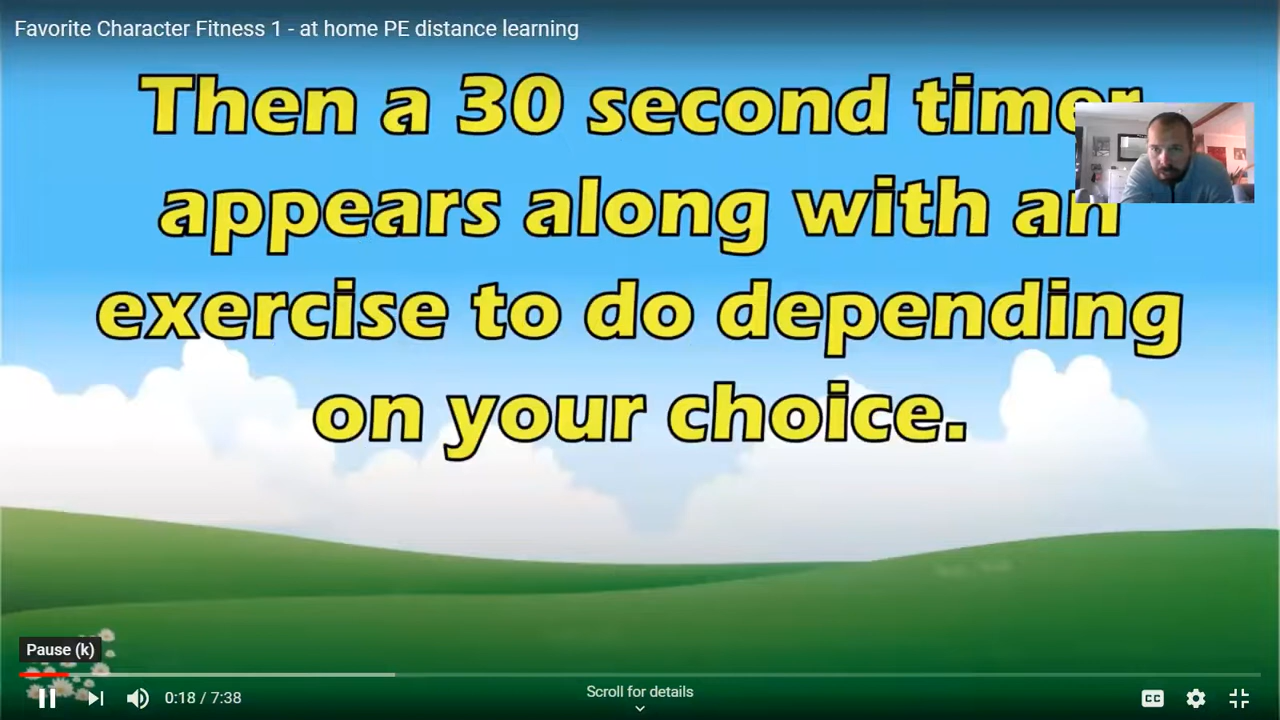 Favorite Character Fitness 1 - at home PE distance learning
Then a 30 second timer
appears along with an
exercise to do depending
on your choice.
Pause (k)
0:18 / 7:38
Scroll for details
CC